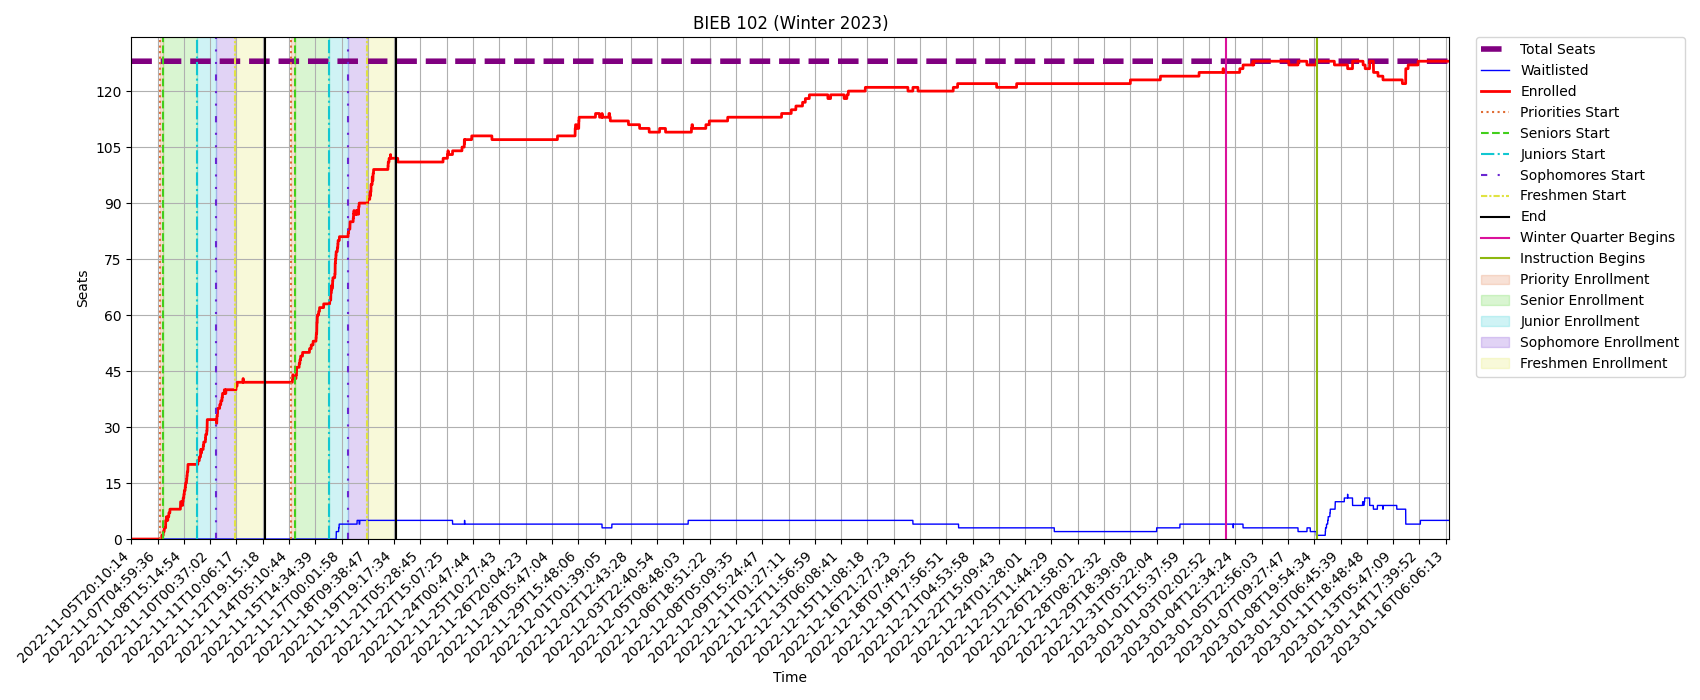 BIEB 102 (Winter 2023)
Seats
120
105
90
75
60
45
30
15
0
2022-11-05T20:10:14
2022-11-07T04:59:36
2022-11-08T15:14:54
2022-11-10T00:37:02
2022-11-11T10:06:17
2022-11-12T19:15:18
2022-11-14T05:10:44
2022-11-15T14:34:39
2022-11-17T00:01:58
2022-11-18T09:38:47
2022-11-19T19:17:34
2022-11-21T05:28:45
2022-11-22T15:07:25
2022-11-24T00:47:44
2022-11-25T10:27:43
2022-11-26T20:04:23
2022-11-28T05:47:04
2022-11-29T15:48:06
2022-12-01T01:39:05
2022-12-02T12:43:28
2022-12-03T22:40:54
2022-12-05T08:48:03
2022-12-06T18:51:22
2022-12-08T05:09:35
2022-12-09T15:24:47
2022-12-11T01:27:11
2022-12-12T11:56:59
2022-12-13T06:08:41
2022-12-15T11:08:18
2022-12-16T21:27:23
2022-12-18T07:49:25
2022-12-19T17:56:51
2022-12-21T04:53:58
2022-12-22T15:09:43
2022-12-24T01:28:01
2022-12-25T11:44:29
2022-12-26T21:58:01
2022-12-28T08:22:32
2022-12-29T18:39:08
2022-12-31T05:22:04
2023-01-01T15:37:59
2023-01-03T02:02:52
2023-01-04T12:34:24
2023-01-05T22:56:03
2023-01-07T09:27:47
2023-01-08T19:54:34
2023-01-10T06:45:39
2023-01-11T18:48:48
2023-01-13T05:47:09
2023-01-14T17:39:52
2023-01-16T06:06:13
Time
Total Seats
Waitlisted
Enrolled
Priorities Start
Seniors Start
Juniors Start
Sophomores Start
Freshmen Start
End
Winter Quarter Begins
Instruction Begins
Priority Enrollment
Senior Enrollment
Junior Enrollment
Sophomore Enrollment
Freshmen Enrollment